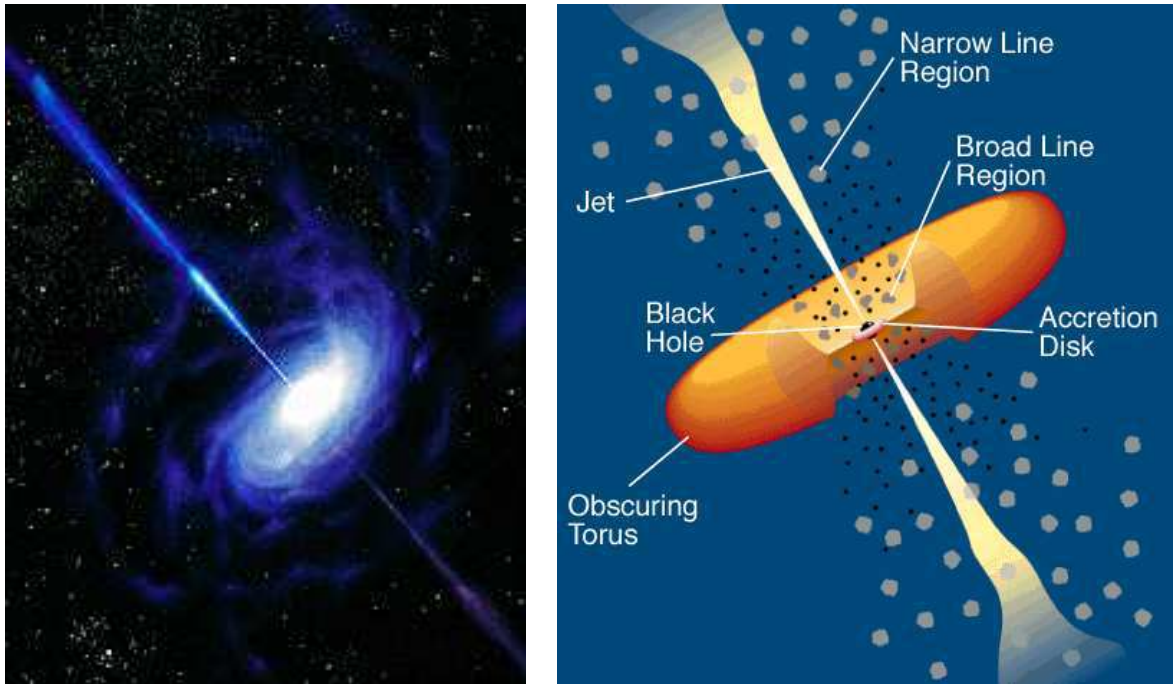 Narrow Line
Region
Broad Line
Region
Jet
Black
Hole
Accretion
Disk
Obscuring
Torus